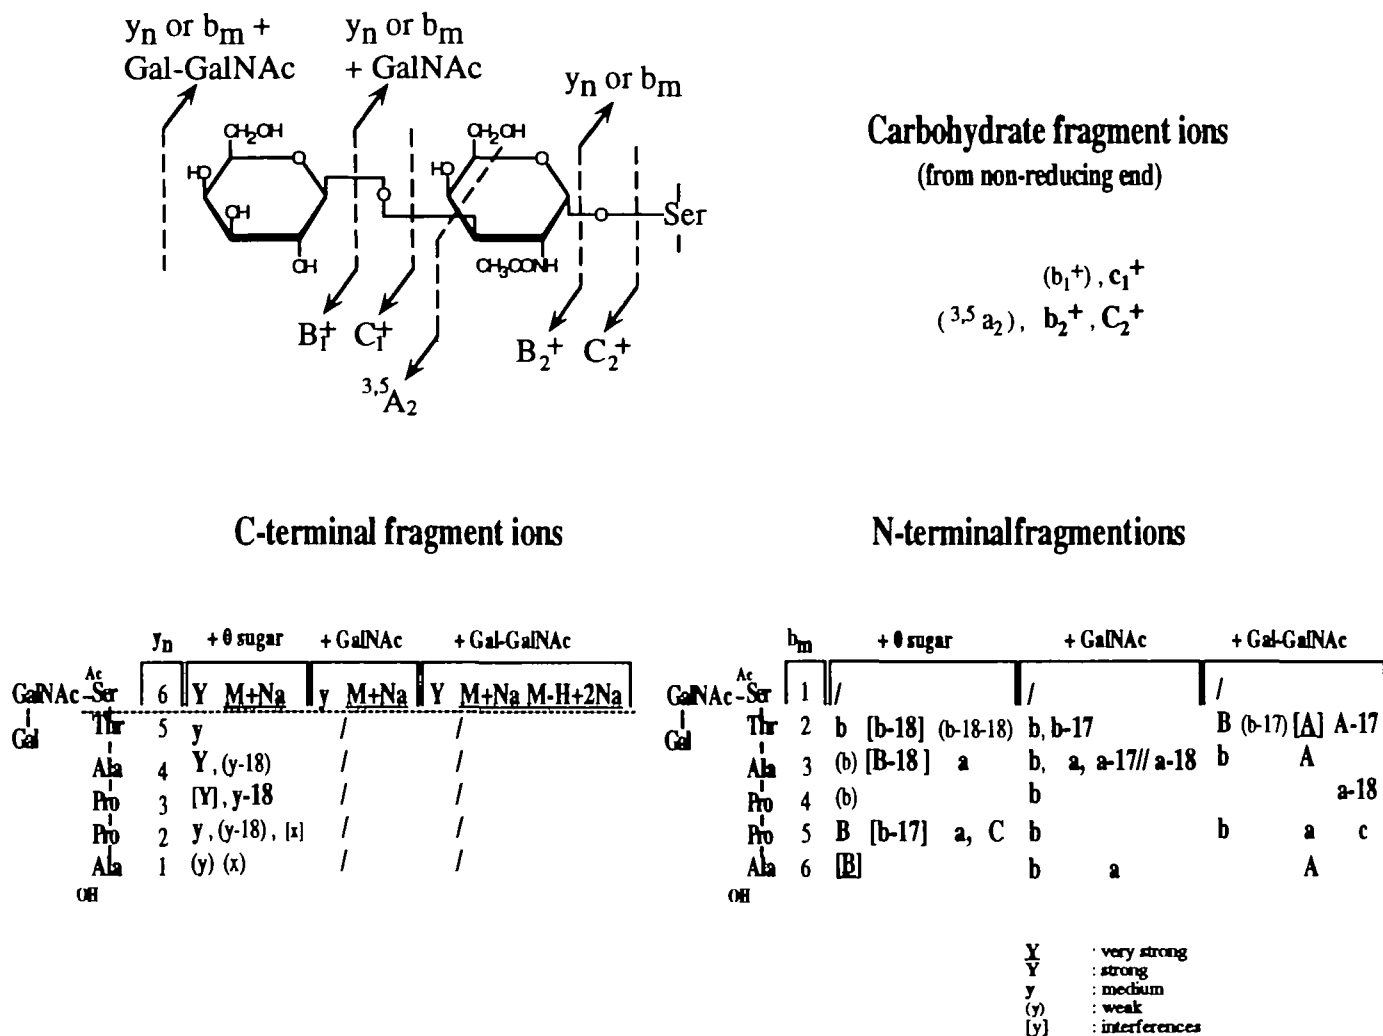 yn or bm + Gal-GalNAc
yn or bm + GalNAc
yn or bm
CH2OH
O
HO
OH
OH
O
CH2OH
O
HO
CH3CONH
O
Ser
B1+ C1+
3,5A2
B2+ C2+
Carbohydrate fragment ions
(from non-reducing end)
(b1+) , c1+
( 3,5 a2), b2+ , C2+
C-terminal fragment ions
yn + 0 sugar + GalNAc + Gal-GalNAc
Ac
GalNAc - Ser 6 Y M+Na y M+Na Y M+Na M-H+2Na
Gal Thr 5 y / /
Ala 4 Y , (y-18) / /
Pro 3 [Y] , y-18 / /
Pro 2 y , (y-18) , [x] / /
Ala 1 (y) (x) / /
OH
N-terminalfragmentions
bm + 0 sugar + GalNAc + Gal-GalNAc
Ac
GalNAc - Ser 1 / / /
Gal Thr 2 b [b-18] (b-18-18) b, b-17 B (b-17) [A] A-17
Ala 3 (b) [B-18 ] a b, a, a-17// a-18 b A
Pro 4 (b) b a-18
Pro 5 B [b-17] a, C b b a c
Ala 6 [B] b a A
OH
Y : very strong
Y : strong
y : medium
(y) : weak
[y] : interferences